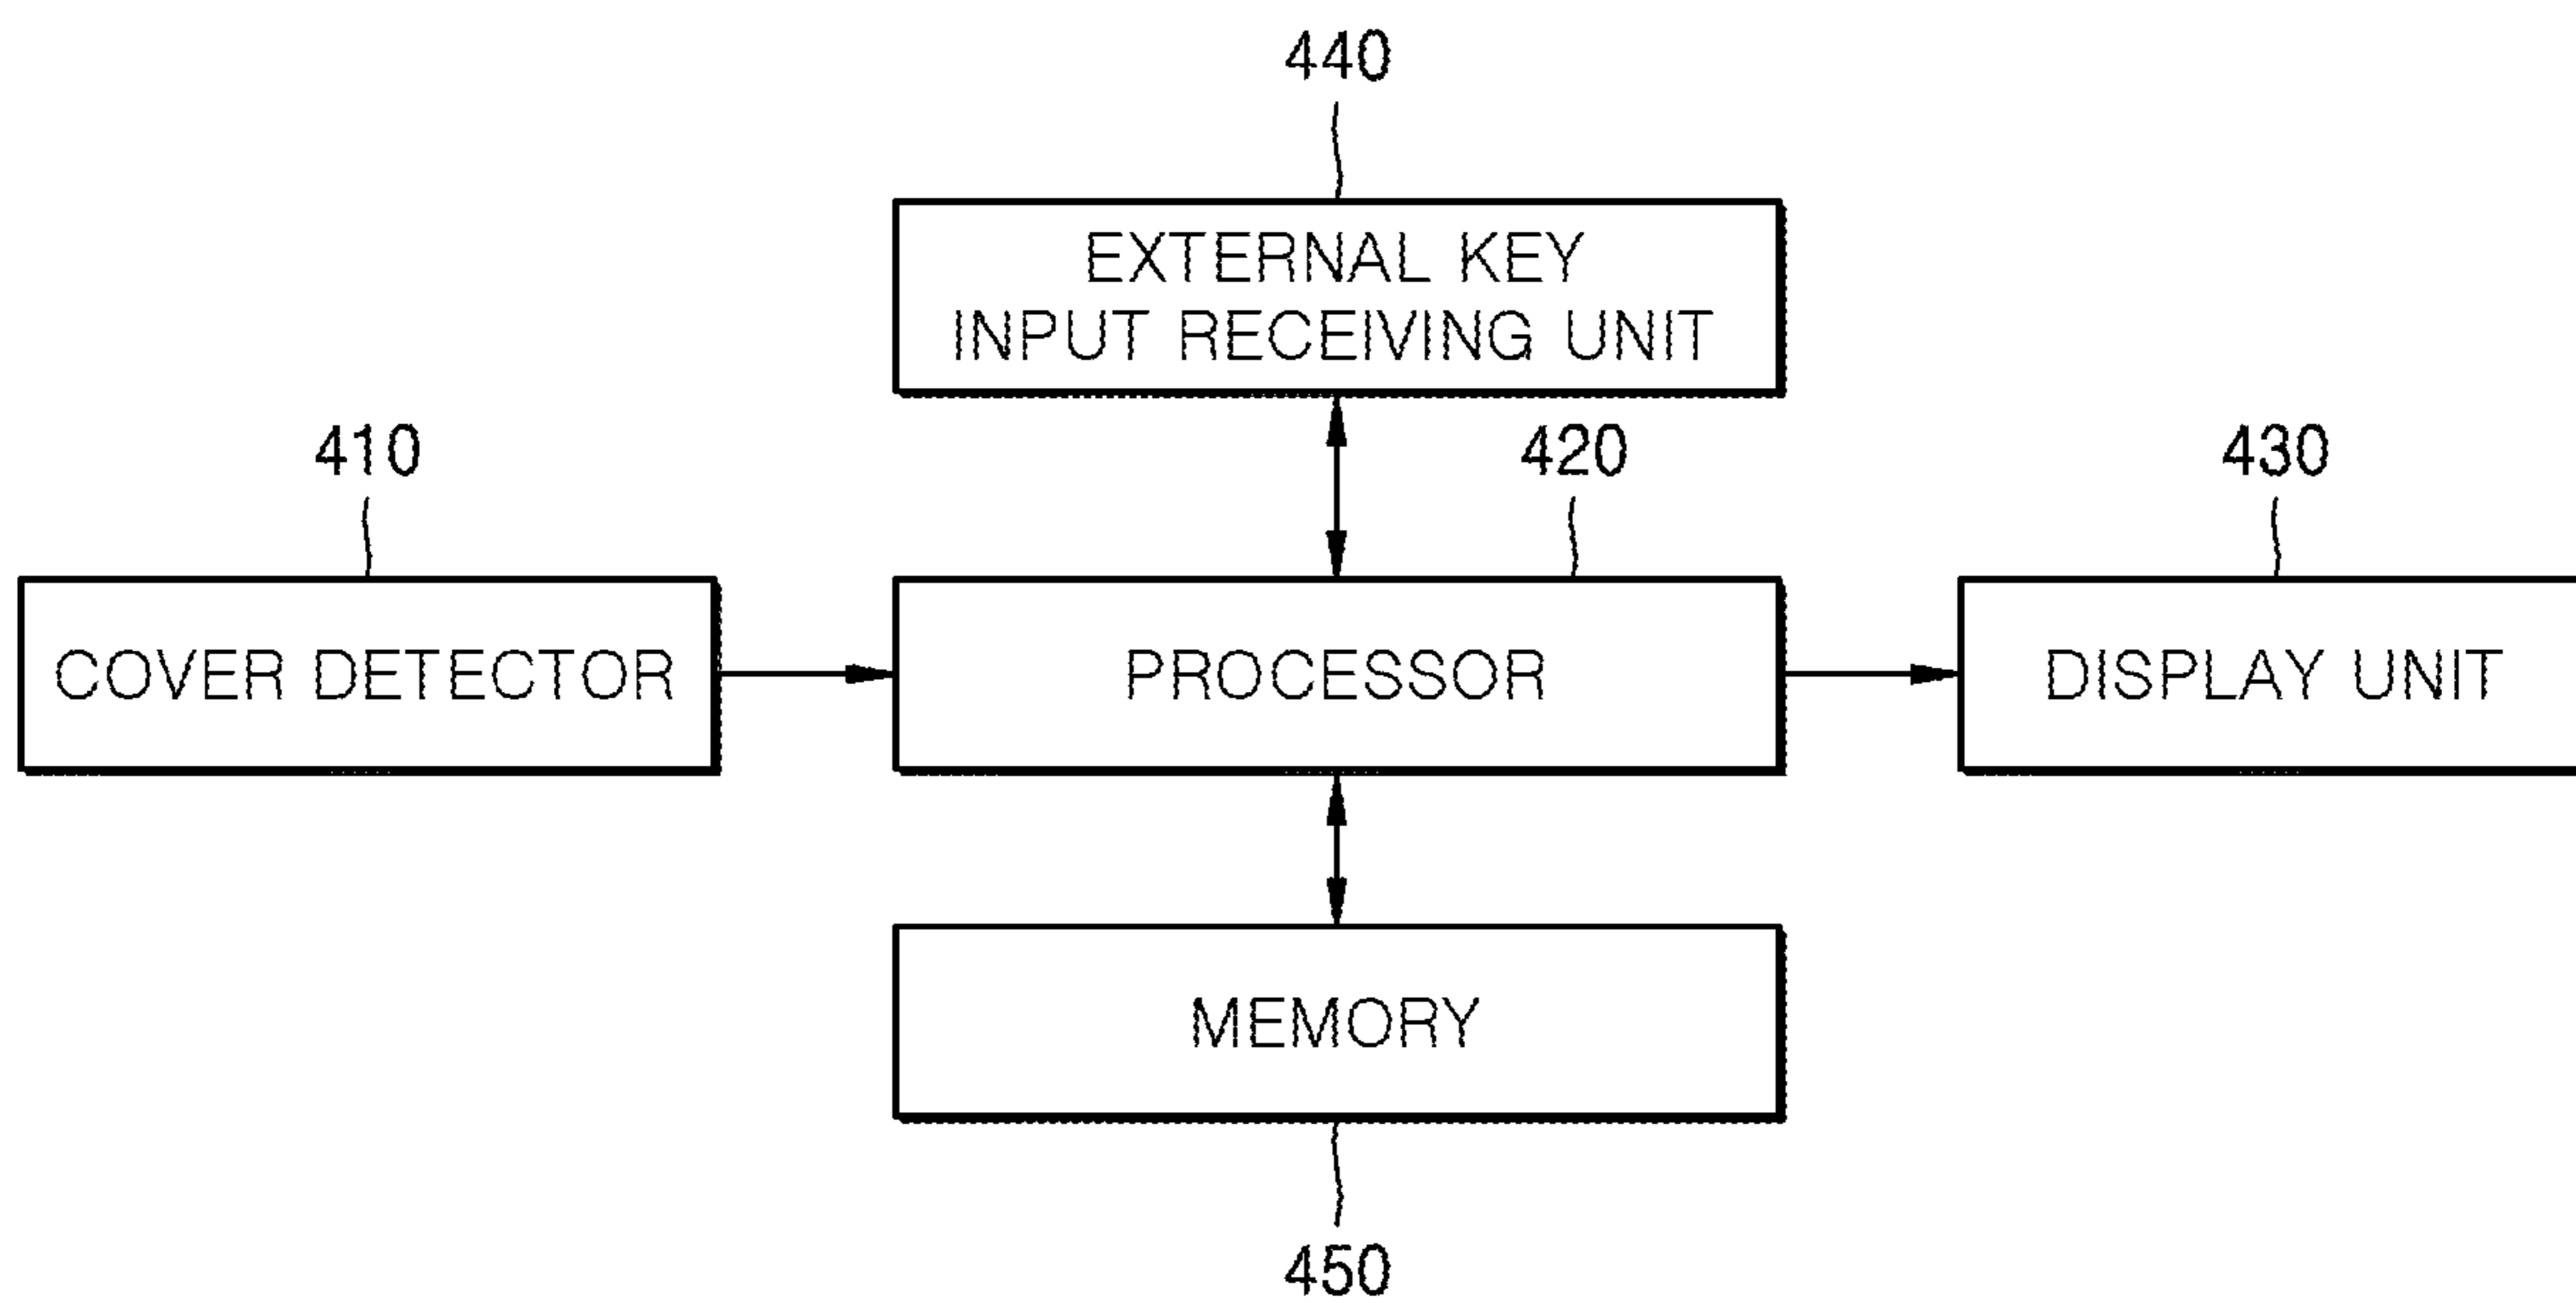 440
EXTERNAL KEY
INPUT RECEIVING UNIT
410
420
430
COVER DETECTOR
PROCESSOR
DISPLAY UNIT
MEMORY
450